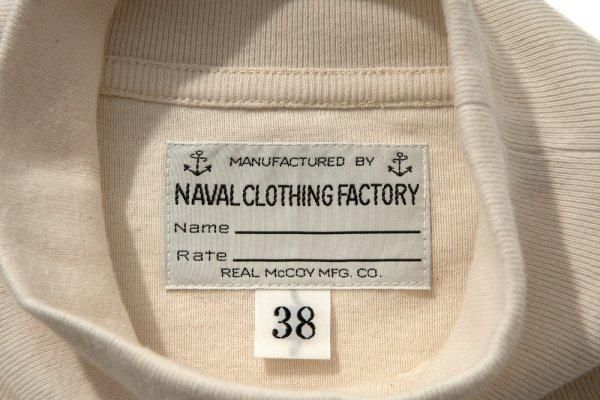 MANUFACTURED BY
NAVAL CLOTHING FACTORY
Name
Rate
REAL McCOY MFG. CO.
38